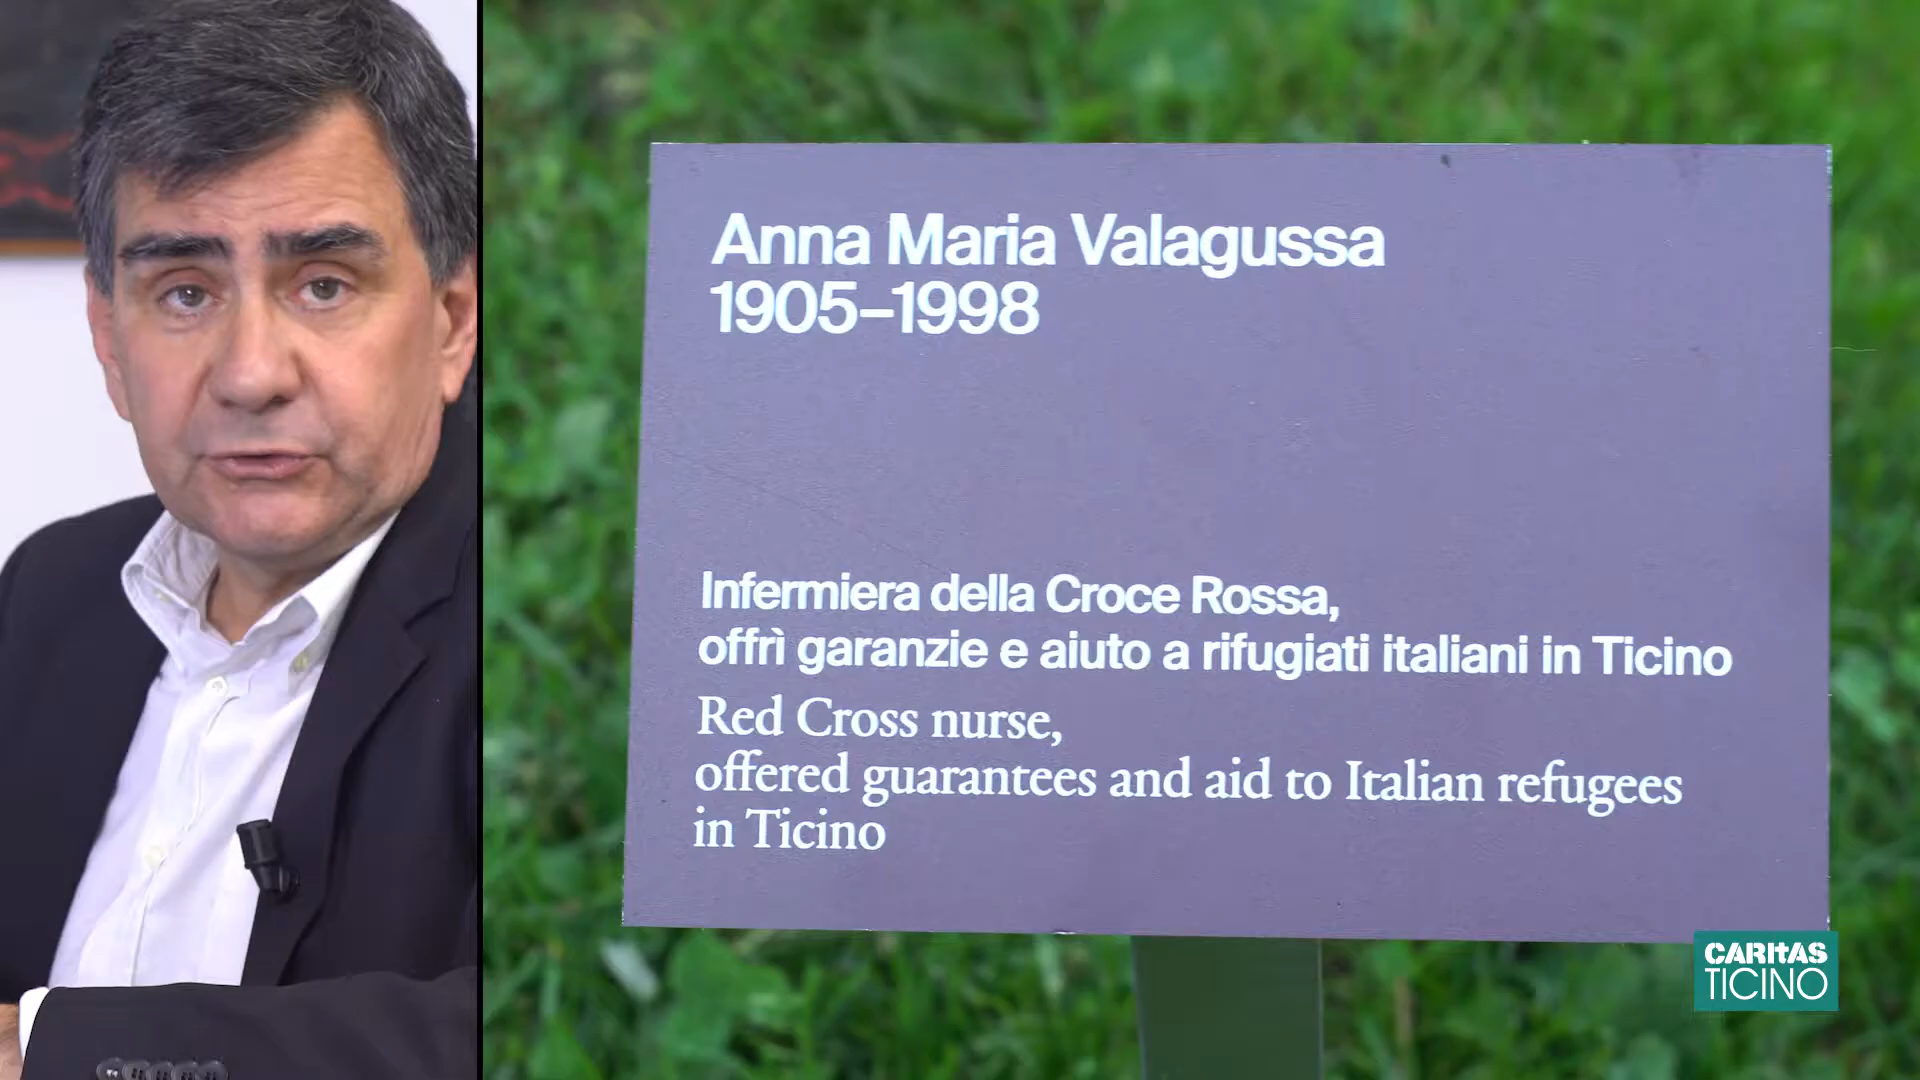 Anna Maria Valagussa
1905–1998
Infermiera della Croce Rossa,
offrì garanzie e aiuto a rifugiati italiani in Ticino
Red Cross nurse,
offered guarantees and aid to Italian refugees
in Ticino
CARITAS
TICINO